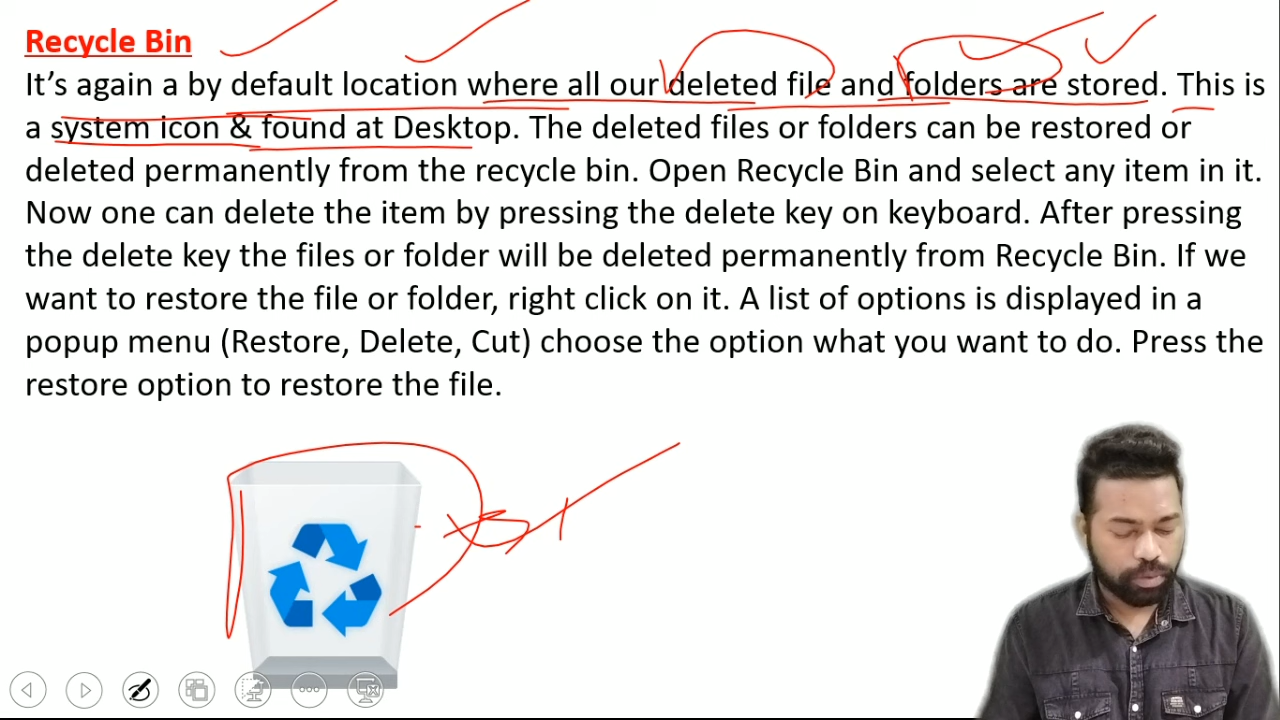 Recycle Bin
It’s again a by default location where all our deleted file and folders are stored. This is
a system icon & found at Desktop. The deleted files or folders can be restored or
deleted permanently from the recycle bin. Open Recycle Bin and select any item in it.
Now one can delete the item by pressing the delete key on keyboard. After pressing
the delete key the files or folder will be deleted permanently from Recycle Bin. If we
want to restore the file or folder, right click on it. A list of options is displayed in a
popup menu (Restore, Delete, Cut) choose the option what you want to do. Press the
restore option to restore the file.